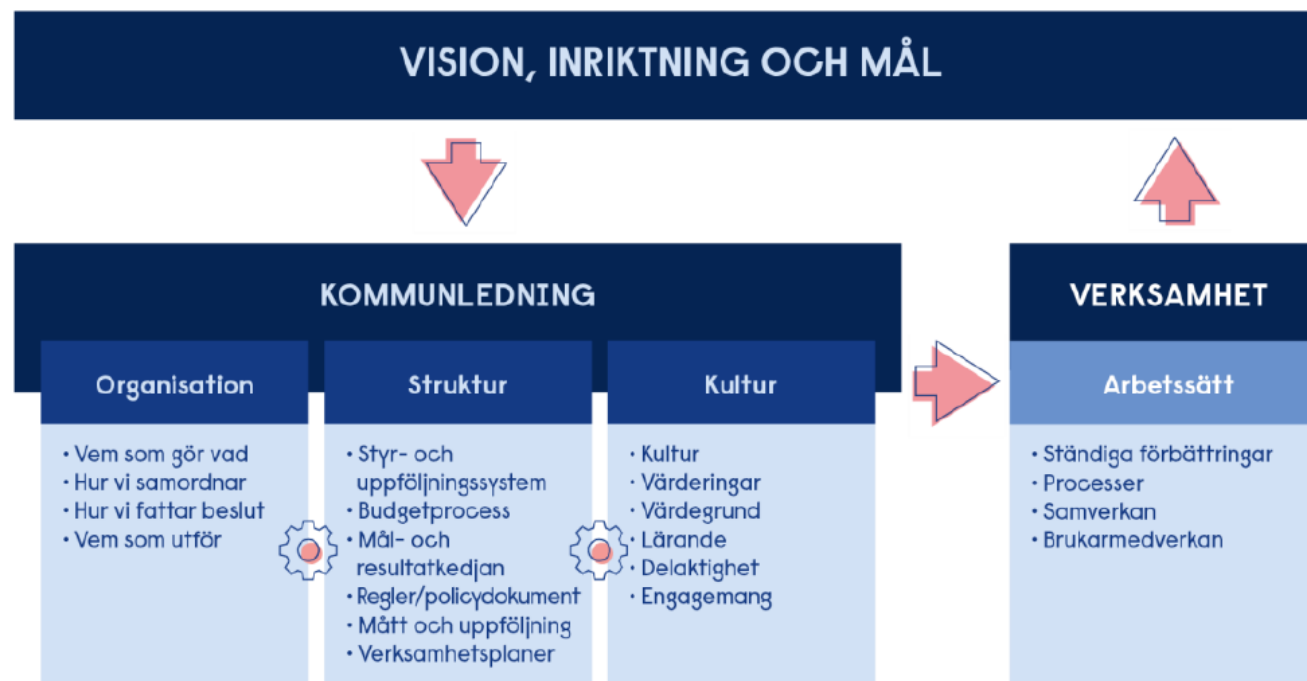 VISION, INRIKTNING OCH MÅL
KOMMUNLEDNING
Organisation
• Vem som gör vad
• Hur vi samordnar
• Hur vi fattar beslut
• Vem som utför
Struktur
• Styr- och
uppföljningssystem
• Budgetprocess
• Mål- och
resultatkedjan
• Regler/policydokument
• Mått och uppföljning
• Verksamhetsplaner
Kultur
• Kultur
• Värderingar
• Värdegrund
• Lärande
• Delaktighet
• Engagemang
VERKSAMHET
Arbetssätt
• Ständiga förbättringar
• Processer
• Samverkan
• Brukarmedverkan